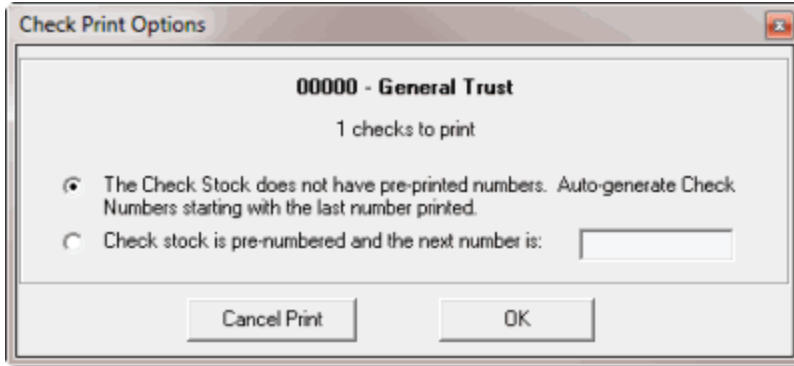 Check Print Options
00000 - General Trust
1 checks to print
The Check Stock does not have pre-printed numbers.  Auto-generate Check
Numbers starting with the last number printed.
Check stock is pre-numbered and the next number is:
Cancel Print
OK